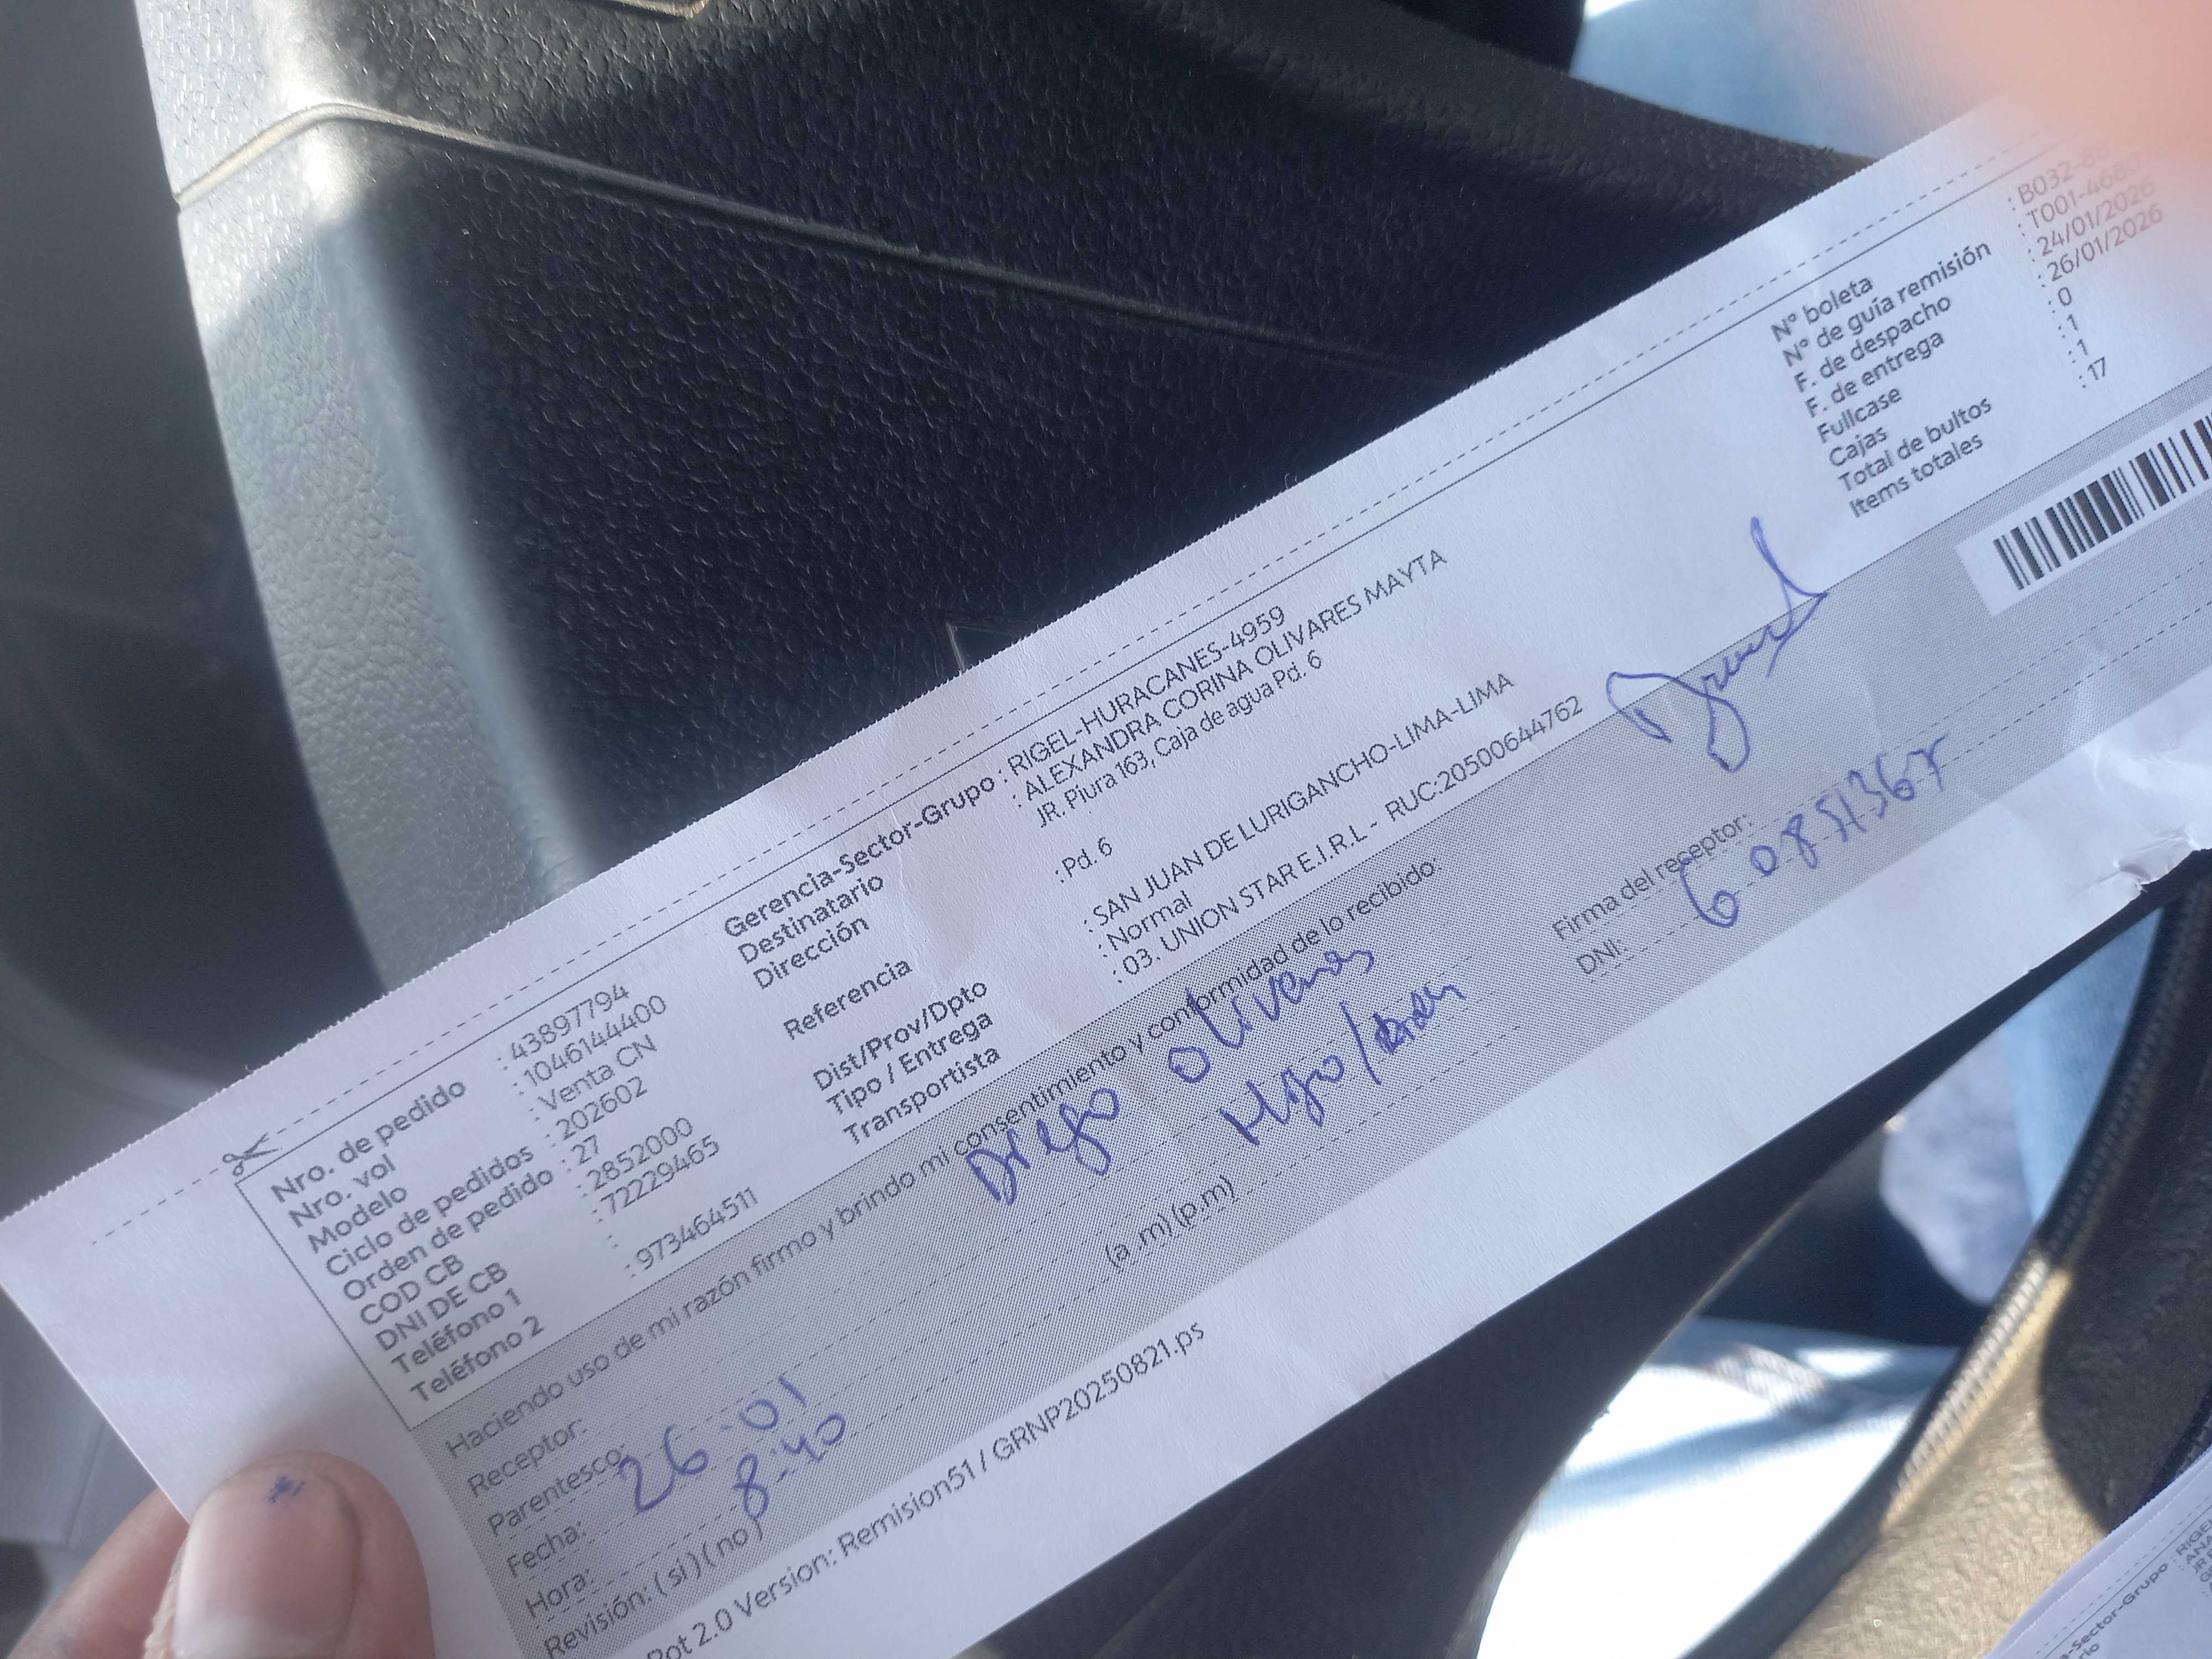 Nro. de pedido : 43897794
Nro. vol : 1046144400
Modelo : Venta CN
Ciclo de pedidos : 202602
Orden de pedido : 27
COD CB : 2852000
DNI DE CB : 72229465
Teléfono 1 :
Teléfono 2 : 973464511
Gerencia-Sector-Grupo : RIGEL-HURACANES-4959
Destinatario : ALEXANDRA CORINA OLIVARES MAYTA
Dirección JR. Piura 163, Caja de agua Pd. 6
Referencia : Pd. 6
Dist/Prov/Dpto : SAN JUAN DE LURIGANCHO-LIMA-LIMA
Tipo / Entrega : Normal
Transportista : 03. UNION STAR E.I.R.L - RUC:20500644762
N° boleta : B032-
N° de guía remisión : T001-
F. de despacho : 24/01/2026
F. de entrega : 26/01/2026
Fullcase : 0
Cajas : 1
Total de bultos : 1
Items totales : 17
Haciendo uso de mi razón firmo y brindo mi consentimiento y conformidad de lo recibido:
Receptor: Diego Olivares
Parentesco:
Fecha: 26-01
Hora: 8:40 (a .m) (p.m)
Revisión: ( si ) ( no )
Firma del receptor:
DNI: 60851367
Pot 2.0 Version: Remision51 / GRNP20250821.ps
-Sector-Grupo